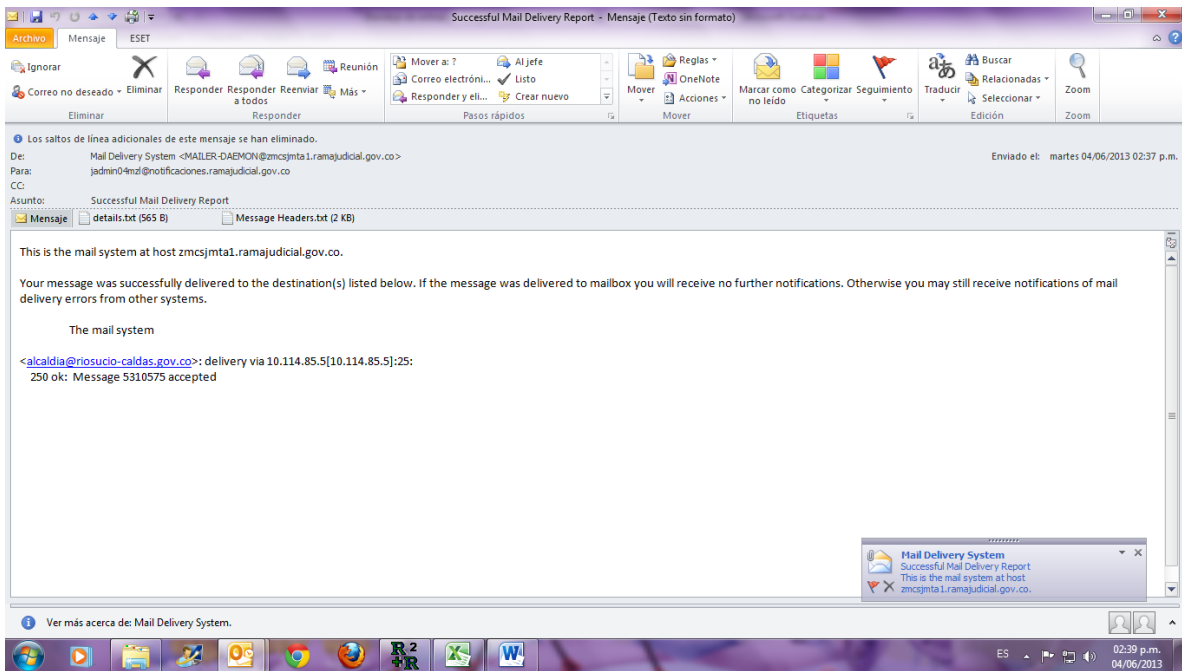 Successful Mail Delivery Report - Mensaje (Texto sin formato)
Archivo Mensaje ESET
Ignorar
Correo no deseado
Eliminar
Eliminar
Responder
Responder a todos
Reenviar
Reunión
Más
Responder
Mover a: ?
Correo electróni...
Responder y eli...
Al jefe
Listo
Crear nuevo
Pasos rápidos
Mover
Reglas
OneNote
Acciones
Mover
Marcar como no leído
Categorizar
Seguimiento
Etiquetas
Traducir
Buscar
Relacionadas
Seleccionar
Edición
Zoom
Zoom
Los saltos de línea adicionales de este mensaje se han eliminado.
De: Mail Delivery System <MAILER-DAEMON@zmcsjmta1.ramajudicial.gov.co> Enviado el: martes 04/06/2013 02:37 p.m.
Para: jadmin04mzl@notificaciones.ramajudicial.gov.co
CC:
Asunto: Successful Mail Delivery Report
Mensaje details.txt (565 B) Message Headers.txt (2 KB)
This is the mail system at host zmcsjmta1.ramajudicial.gov.co.
Your message was successfully delivered to the destination(s) listed below. If the message was delivered to mailbox you will receive no further notifications. Otherwise you may still receive notifications of mail
delivery errors from other systems.
The mail system
<alcaldia@riosucio-caldas.gov.co>: delivery via 10.114.85.5[10.114.85.5]:25:
250 ok: Message 5310575 accepted
Mail Delivery System
Successful Mail Delivery Report
This is the mail system at host
zmcsjmta1.ramajudicial.gov.co.
Ver más acerca de: Mail Delivery System.
R2+R
ES 02:39 p.m.
04/06/2013